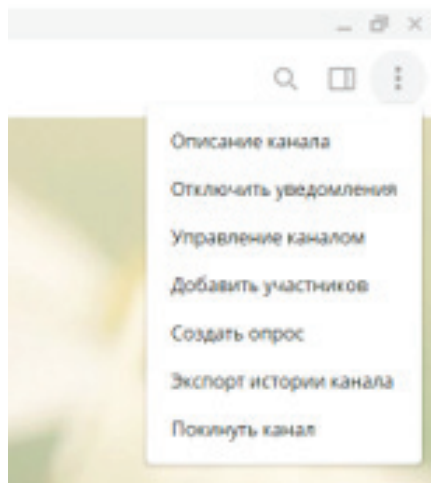 Описание канала
Отключить уведомления
Управление каналом
Добавить участников
Создать опрос
Экспорт истории канала
Покинуть канал